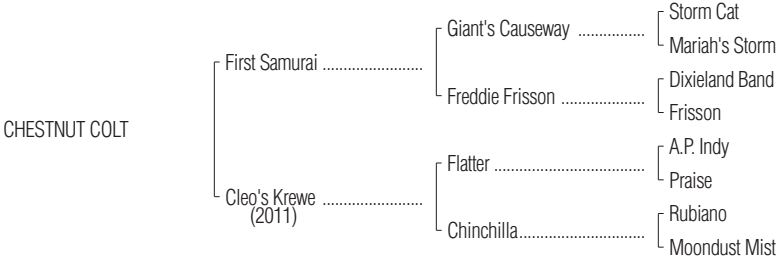 Storm Cat
Giant's Causeway ................
Mariah's Storm
First Samurai ........................
Dixieland Band
Freddie Frisson ....................
Frisson
CHESTNUT COLT
A.P. Indy
Flatter ....................................
Praise
Cleo's Krewe ........................
(2011)
Rubiano
Chinchilla..............................
Moondust Mist